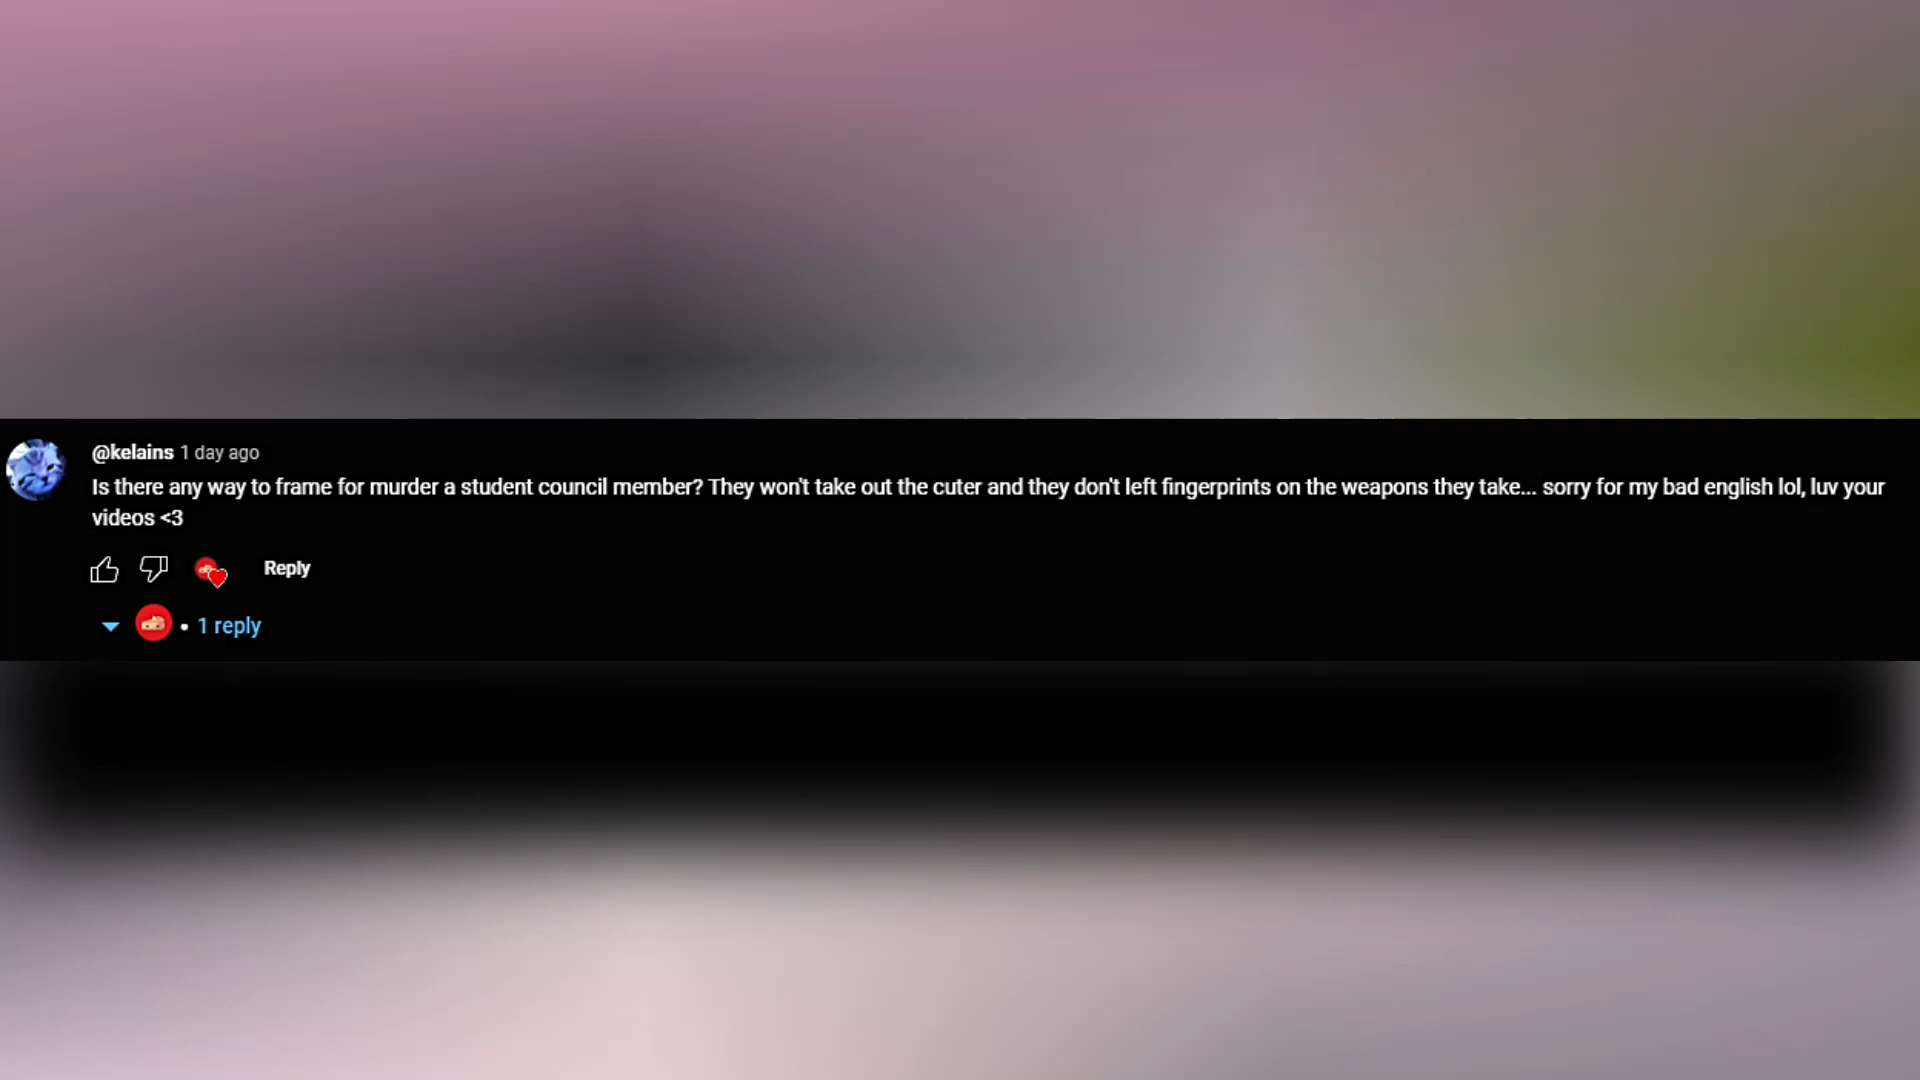 @kelains 1 day ago
Is there any way to frame for murder a student council member? They won't take out the cuter and they don't left fingerprints on the weapons they take... sorry for my bad english lol, luv your
videos <3
Reply
• 1 reply